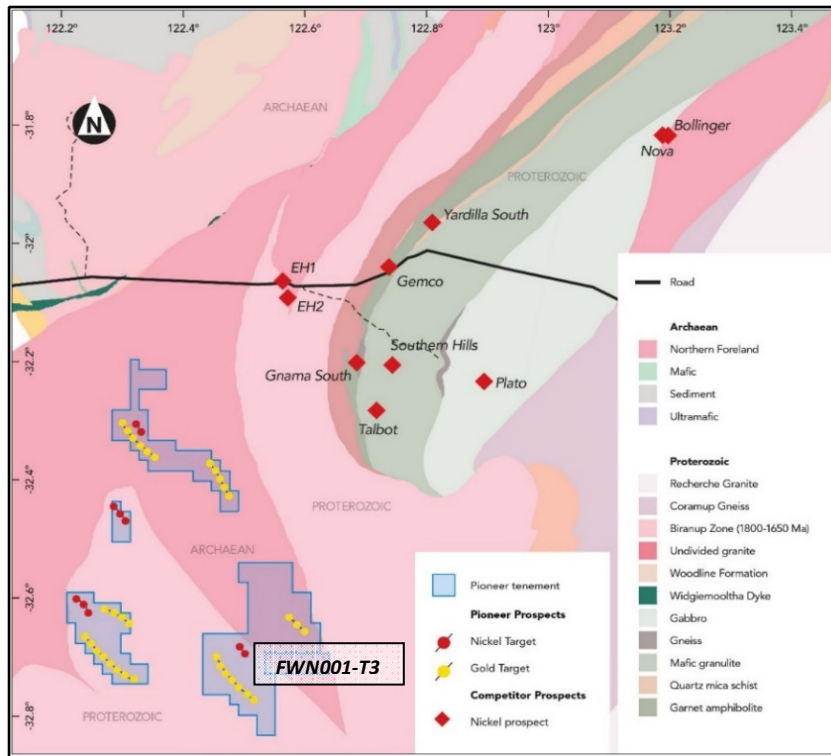 122.2°
122.4°
122.6°
122.8°
123°
123.2°
123.4°
-31.8°
-32°
-32.2°
-32.4°
-32.6°
-32.8°
N
ARCHAEAN
PROTEROZOIC
Bollinger
Nova
Yardilla South
EH1
Gemco
EH2
Southern Hills
Gnama South
Plato
Talbot
PROTEROZOIC
ARCHAEAN
FWN001-T3
PROTEROZOIC
Pioneer tenement
Pioneer Prospects
Nickel Target
Gold Target
Competitor Prospects
Nickel prospect
Road
Archaean
Northern Foreland
Mafic
Sediment
Ultramafic
Proterozoic
Recherche Granite
Coramup Gneiss
Biranup Zone (1800-1650 Ma)
Undivided granite
Woodline Formation
Widgiemooltha Dyke
Gabbro
Gneiss
Mafic granulite
Quartz mica schist
Garnet amphibolite